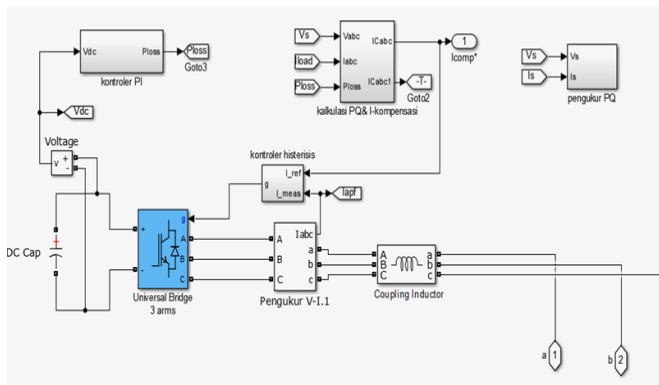 Vdc
Ploss
kontroler PI
Ploss
Goto3
Vs
Iload
Ploss
Vabc
Iabc
Ploss
ICabc
ICabc1
kalkulasi PQ& I-kompensasi
1
Icomp*
-T-
Goto2
Vs
Is
Vs
Is
pengukur PQ
Vdc
Voltage
v
+
-
kontroler histerisis
I_ref
g
I_meas
Iapf
DC Cap
+
-
g
A
B
C
Universal Bridge
3 arms
Iabc
A
B
C
a
b
c
Pengukur V-I.1
A
B
C
a
b
c
Coupling Inductor
a
1
b
2